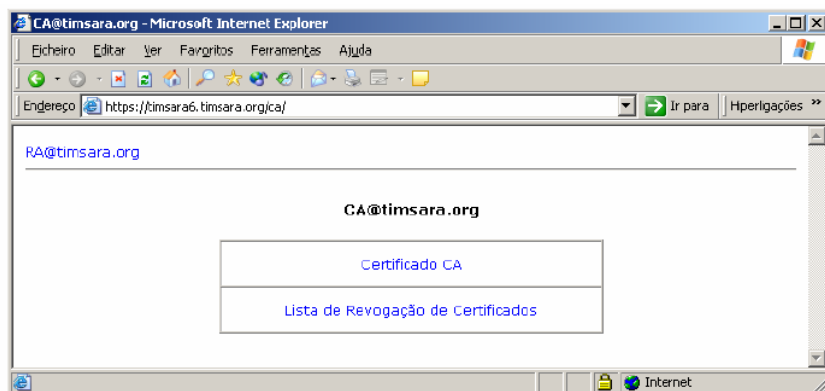 CA@timsara.org - Microsoft Internet Explorer
Ficheiro Editar Ver Favoritos Ferramentas Ajuda
Endereço https://timsara6.timsara.org/ca/ Ir para Hiperligações »
RA@timsara.org
CA@timsara.org
Certificado CA
Lista de Revogação de Certificados
Internet